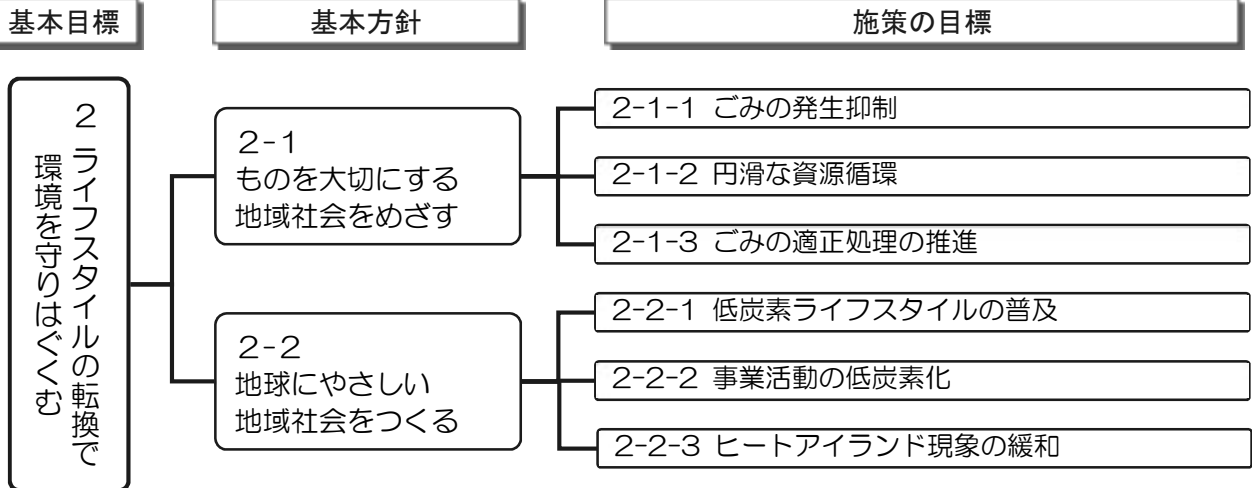 基本目標
基本方針
施策の目標
2 ライフスタイルの転換で
環境を守りはぐくむ
2-1
ものを大切にする
地域社会をめざす
2-1-1 ごみの発生抑制
2-1-2 円滑な資源循環
2-1-3 ごみの適正処理の推進
2-2
地球にやさしい
地域社会をつくる
2-2-1 低炭素ライフスタイルの普及
2-2-2 事業活動の低炭素化
2-2-3 ヒートアイランド現象の緩和